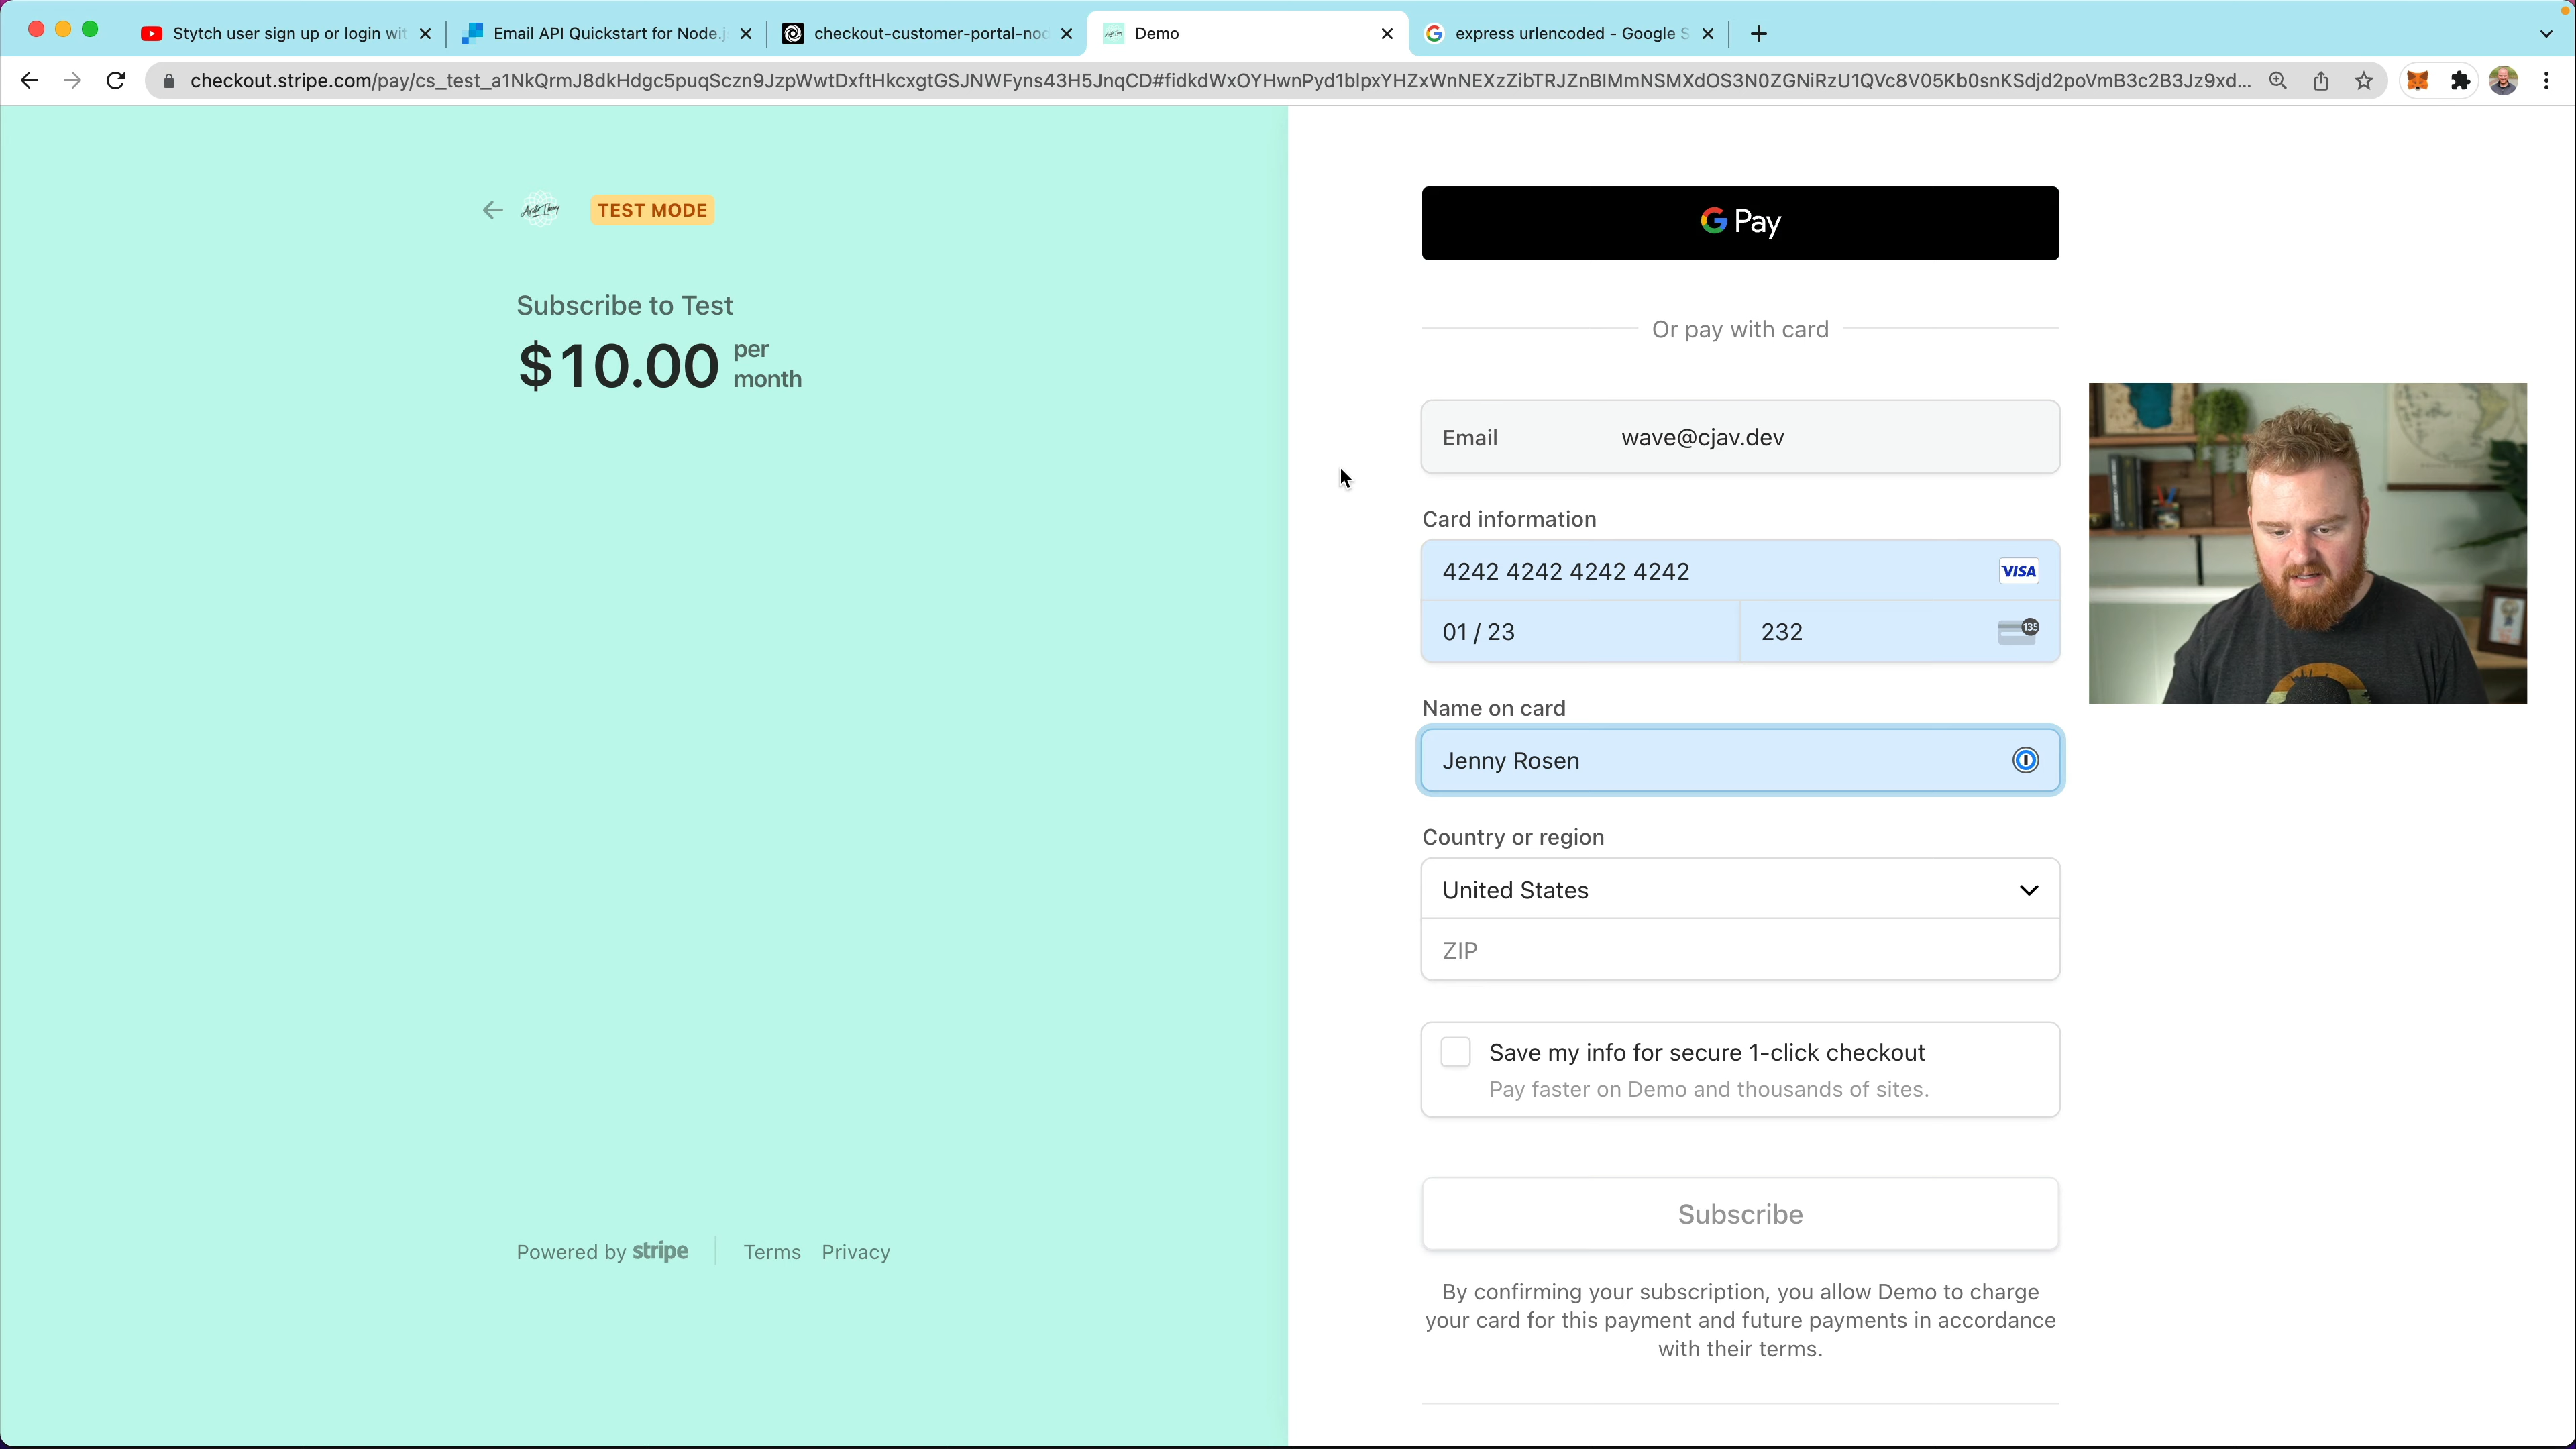 Stytch user sign up or login wit
Email API Quickstart for Node.j
checkout-customer-portal-nod
Demo
express urlencoded - Google S
checkout.stripe.com/pay/cs_test_a1NkQrmJ8dkHdgc5puqSczn9JzpWwtDxftHkcxgtGSJNWFyns43H5JnqCD#fidkdWxOYHwnPyd1blpxYHZxWnNEXzZibTRJZnBlMmNSMXdOS3N0ZGNiRzU1QVc8V05Kb0snKSdjd2poVmB3c2B3Jz9xd...
TEST MODE
Subscribe to Test
$10.00 per
month
Powered by stripe
Terms Privacy
G Pay
Or pay with card
Email wave@cjav.dev
Card information
4242 4242 4242 4242 VISA
01 / 23 232 135
Name on card
Jenny Rosen
Country or region
United States
ZIP
Save my info for secure 1-click checkout
Pay faster on Demo and thousands of sites.
Subscribe
By confirming your subscription, you allow Demo to charge
your card for this payment and future payments in accordance
with their terms.